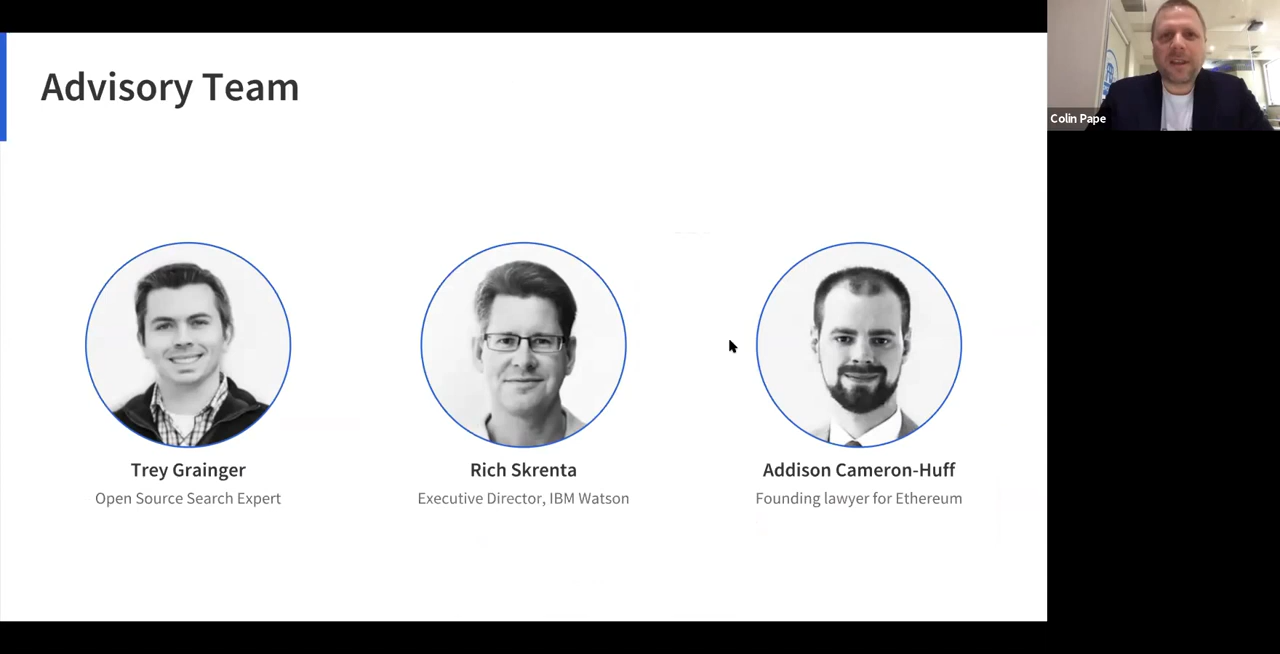 Advisory Team
Colin Pape
Trey Grainger
Open Source Search Expert
Rich Skrenta
Executive Director, IBM Watson
Addison Cameron-Huff
Founding lawyer for Ethereum